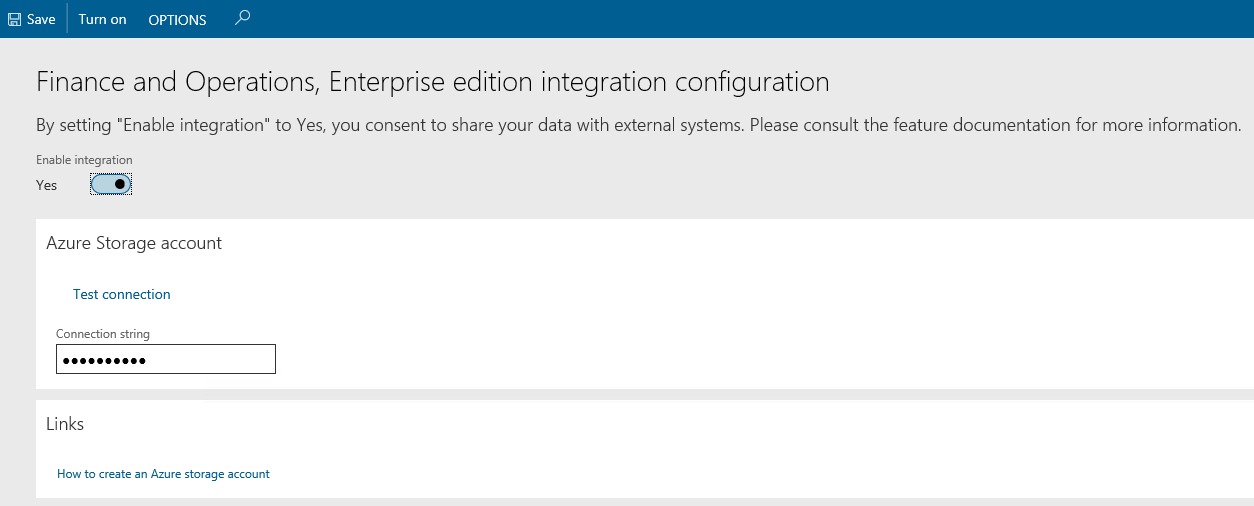 Save Turn on OPTIONS
Finance and Operations, Enterprise edition integration configuration
By setting "Enable integration" to Yes, you consent to share your data with external systems. Please consult the feature documentation for more information.
Enable integration
Yes
Azure Storage account
Test connection
Connection string
••••••••••
Links
How to create an Azure storage account